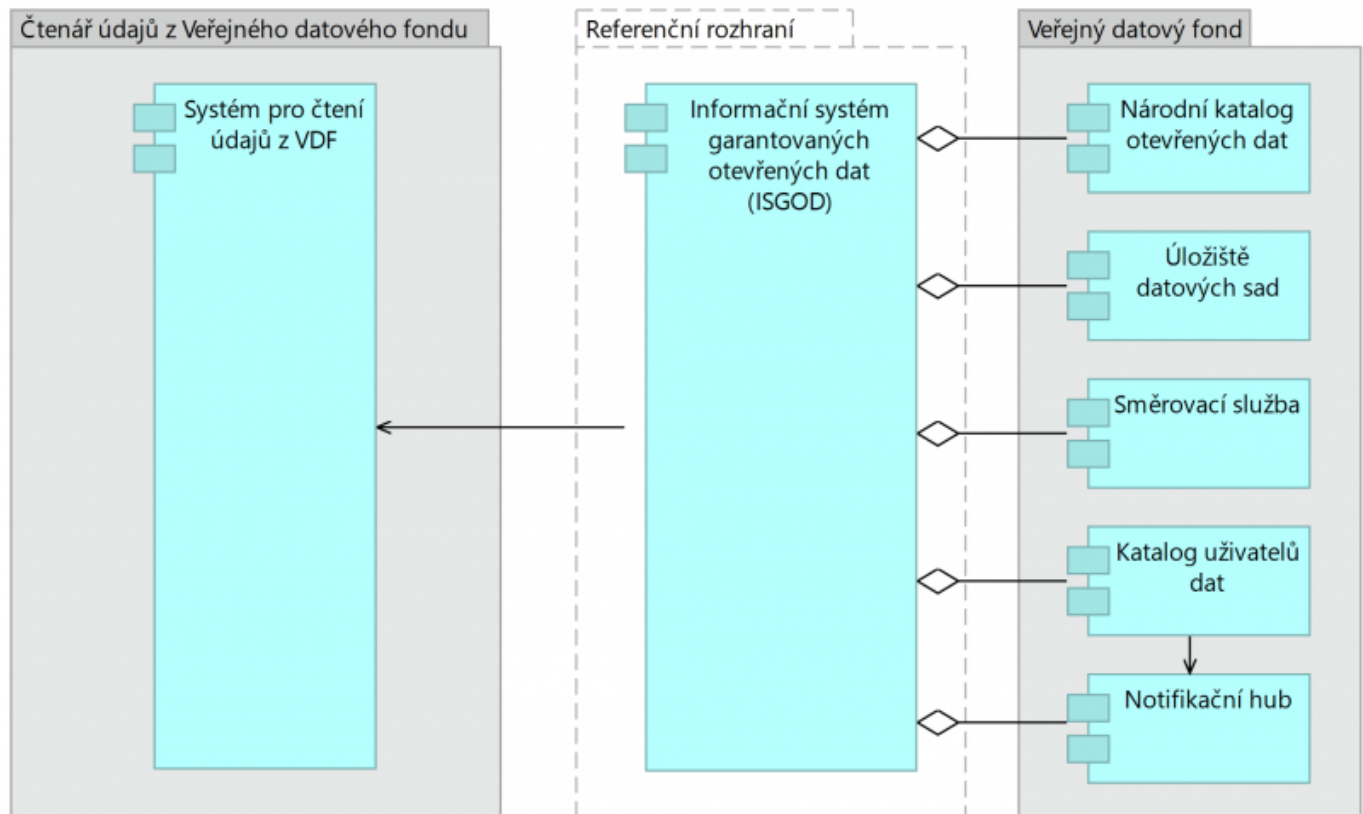 Čtenář údajů z Veřejného datového fondu
Systém pro čtení
údajů z VDF
Referenční rozhraní
Informační systém
garantovaných
otevřených dat
(ISGOD)
Veřejný datový fond
Národní katalog
otevřených dat
Úložiště
datových sad
Směrovací služba
Katalog uživatelů
dat
Notifikační hub